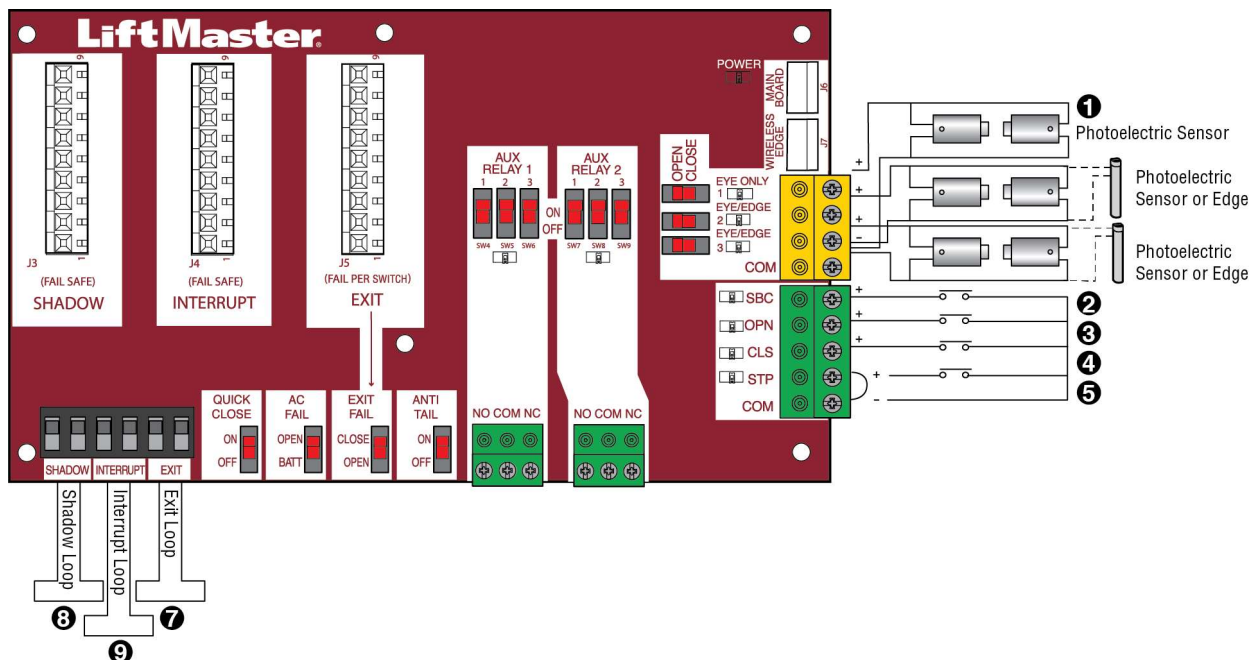 LiftMaster
9
9
9
1
1
1
J3
J4
J5
(FAIL SAFE)
SHADOW
(FAIL SAFE)
INTERRUPT
(FAIL PER SWITCH)
EXIT
POWER
MAIN
BOARD
J6
WIRELESS
EDGE
J7
AUX
RELAY 1
1 2 3
SW4 SW5 SW6
ON
OFF
AUX
RELAY 2
1 2 3
SW7 SW8 SW9
OPEN
CLOSE
EYE ONLY
1
EYE/EDGE
2
EYE/EDGE
3
COM
+
+
+
−
1
Photoelectric Sensor
Photoelectric
Sensor or Edge
Photoelectric
Sensor or Edge
SBC
OPN
CLS
STP
COM
+
+
+
+
-
2
3
4
5
QUICK
CLOSE
ON
OFF
AC
FAIL
OPEN
BATT
EXIT
FAIL
CLOSE
OPEN
ANTI
TAIL
ON
OFF
NO COM NC
NO COM NC
SHADOW
INTERRUPT
EXIT
Shadow Loop
Interrupt Loop
Exit Loop
8
7
9